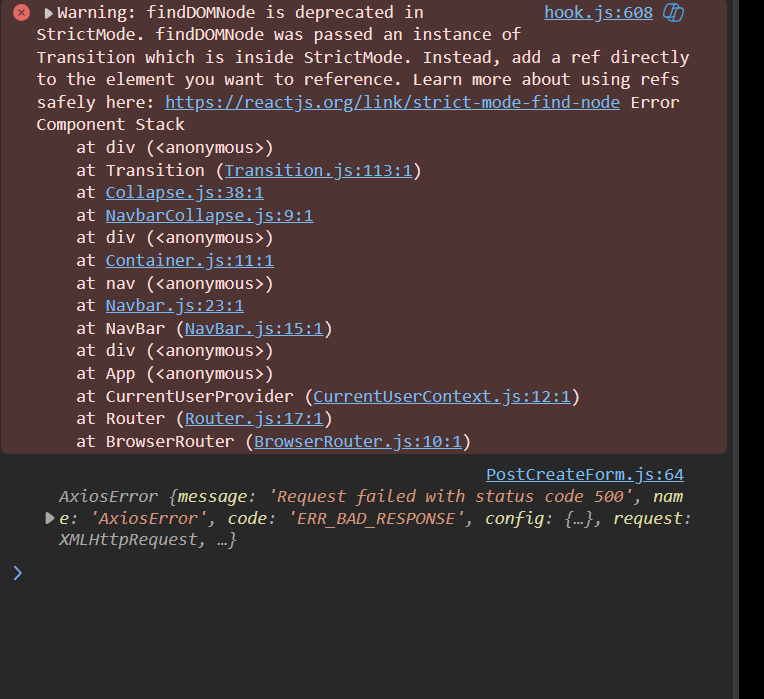 Warning: findDOMNode is deprecated in hook.js:608
StrictMode. findDOMNode was passed an instance of
Transition which is inside StrictMode. Instead, add a ref directly
to the element you want to reference. Learn more about using refs
safely here: https://reactjs.org/link/strict-mode-find-node Error
Component Stack
at div (<anonymous>)
at Transition (Transition.js:113:1)
at Collapse.js:38:1
at NavbarCollapse.js:9:1
at div (<anonymous>)
at Container.js:11:1
at nav (<anonymous>)
at Navbar.js:23:1
at NavBar (NavBar.js:15:1)
at div (<anonymous>)
at App (<anonymous>)
at CurrentUserProvider (CurrentUserContext.js:12:1)
at Router (Router.js:17:1)
at BrowserRouter (BrowserRouter.js:10:1)
PostCreateForm.js:64
AxiosError {message: 'Request failed with status code 500', nam
e: 'AxiosError', code: 'ERR_BAD_RESPONSE', config: {…}, request:
XMLHttpRequest, …}